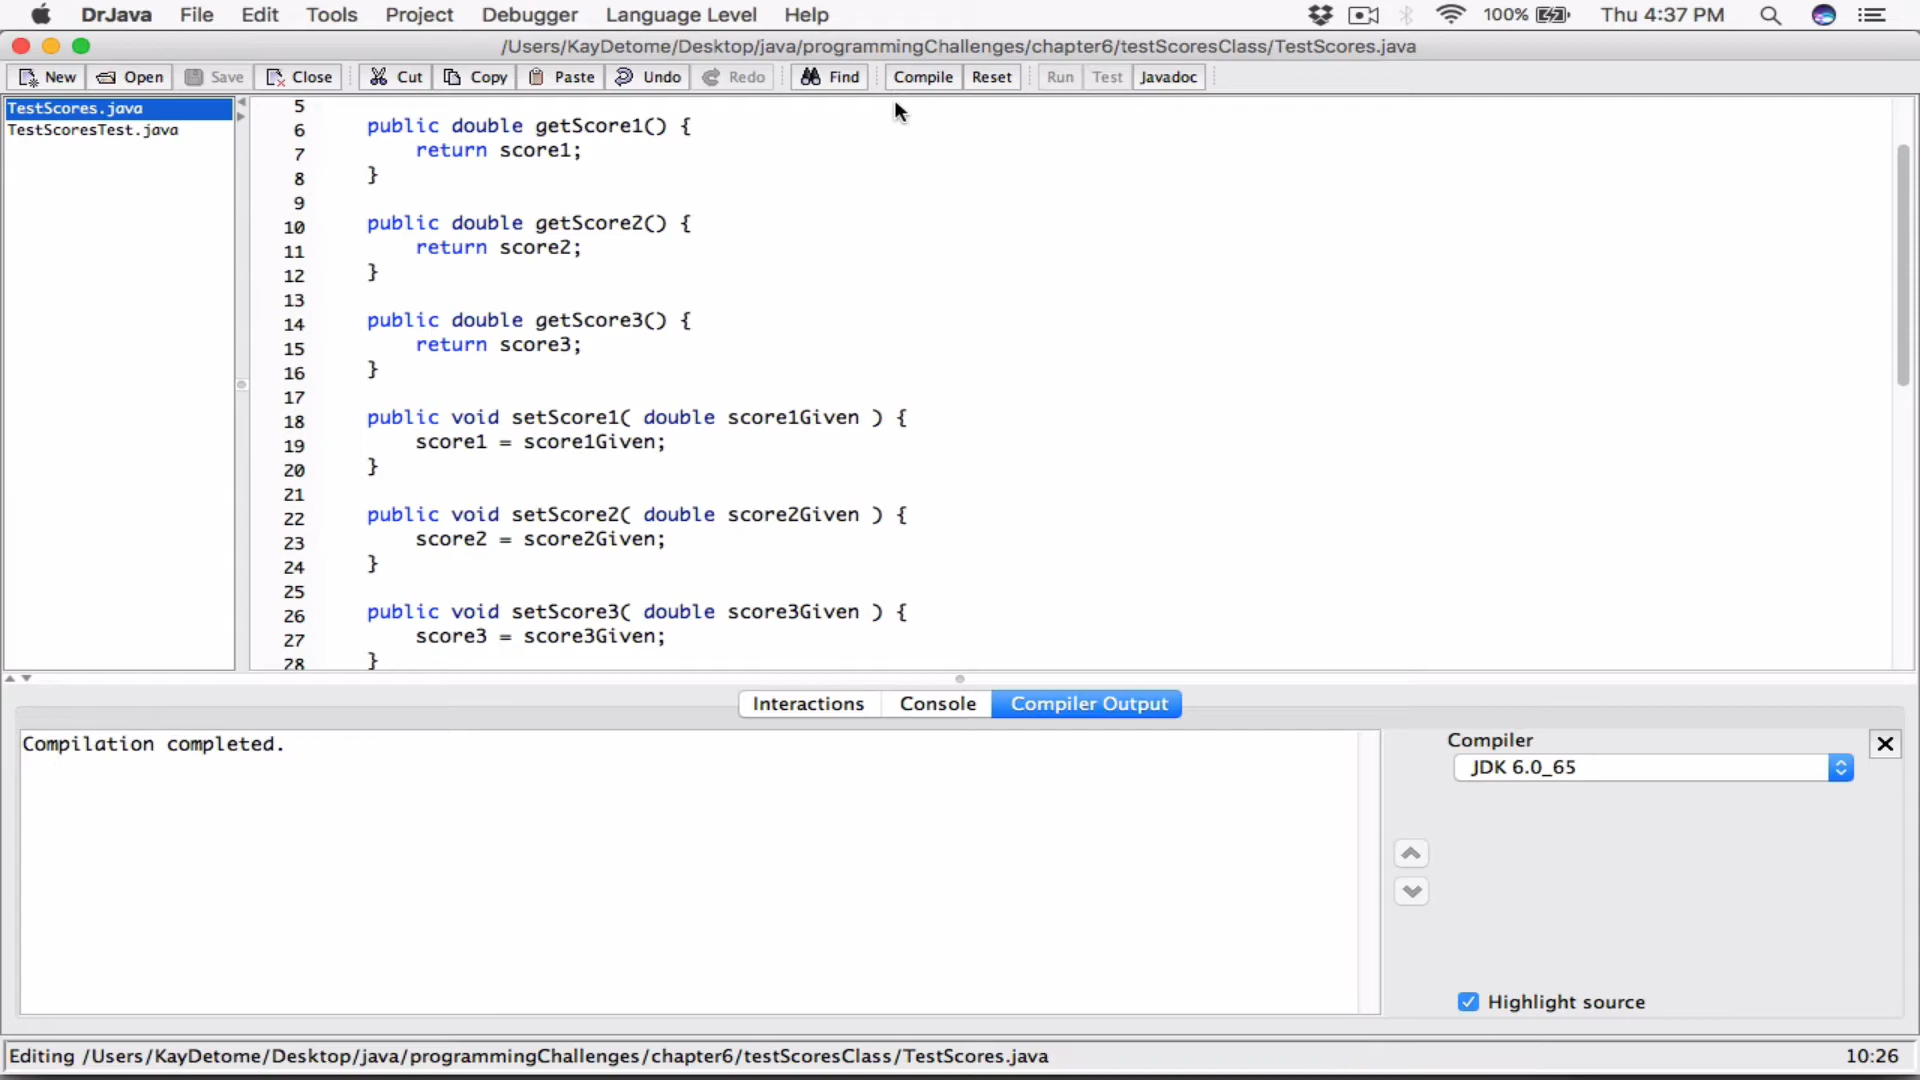 DrJava File Edit Tools Project Debugger Language Level Help 100% Thu 4:37 PM
/Users/KayDetome/Desktop/java/programmingChallenges/chapter6/testScoresClass/TestScores.java
New Open Save Close Cut Copy Paste Undo Redo Find Compile Reset Run Test Javadoc
TestScores.java
TestScoresTest.java
5
6 public double getScore1() {
7 return score1;
8 }
9
10 public double getScore2() {
11 return score2;
12 }
13
14 public double getScore3() {
15 return score3;
16 }
17
18 public void setScore1( double score1Given ) {
19 score1 = score1Given;
20 }
21
22 public void setScore2( double score2Given ) {
23 score2 = score2Given;
24 }
25
26 public void setScore3( double score3Given ) {
27 score3 = score3Given;
28 }
Interactions Console Compiler Output
Compilation completed.
Compiler
JDK 6.0_65
Highlight source
Editing /Users/KayDetome/Desktop/java/programmingChallenges/chapter6/testScoresClass/TestScores.java 10:26